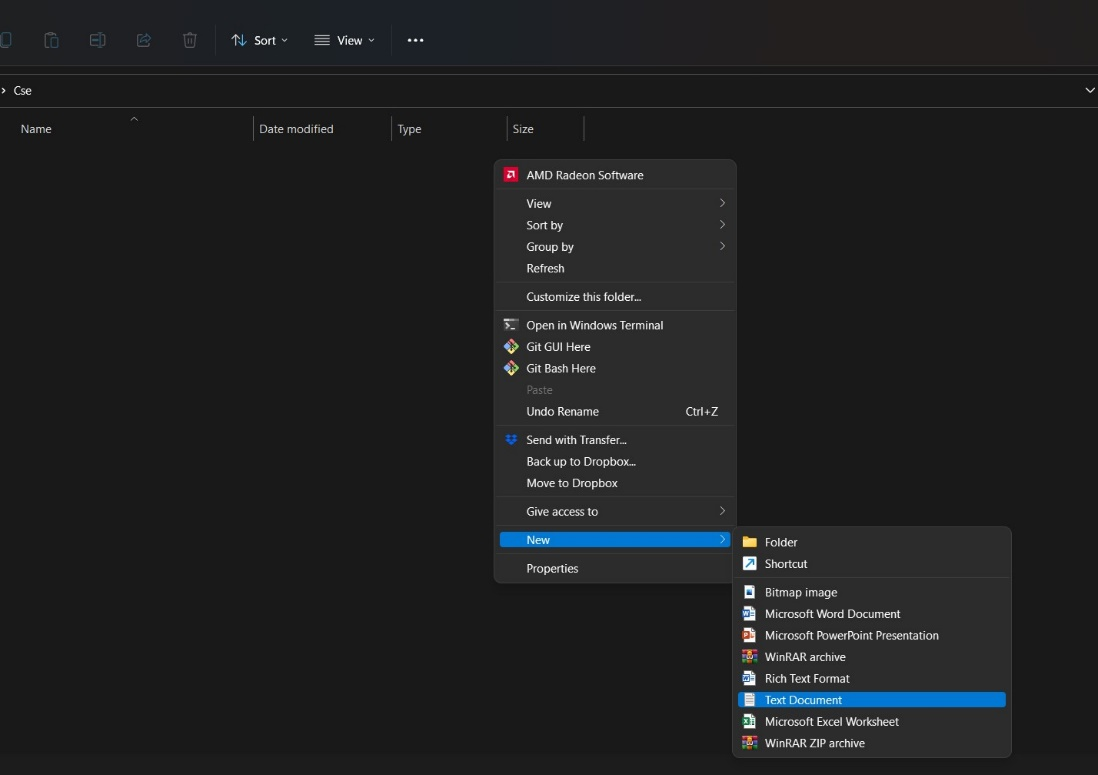 Sort
View
Cse
Name
Date modified
Type
Size
AMD Radeon Software
View
Sort by
Group by
Refresh
Customize this folder...
Open in Windows Terminal
Git GUI Here
Git Bash Here
Paste
Undo Rename Ctrl+Z
Send with Transfer...
Back up to Dropbox...
Move to Dropbox
Give access to
New
Properties
Folder
Shortcut
Bitmap image
Microsoft Word Document
Microsoft PowerPoint Presentation
WinRAR archive
Rich Text Format
Text Document
Microsoft Excel Worksheet
WinRAR ZIP archive